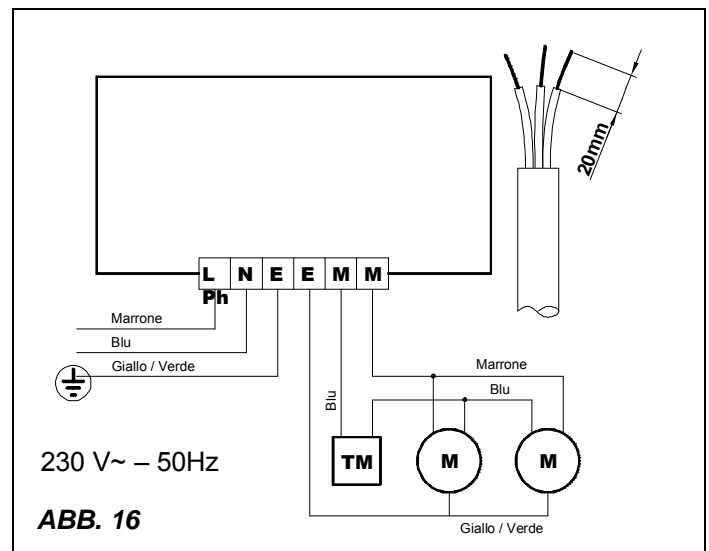 20mm
L N E E M M
Ph
Marrone
Blu
Giallo / Verde
Marrone
Blu
Blu
TM M M
230 V~ – 50Hz
ABB. 16
Giallo / Verde